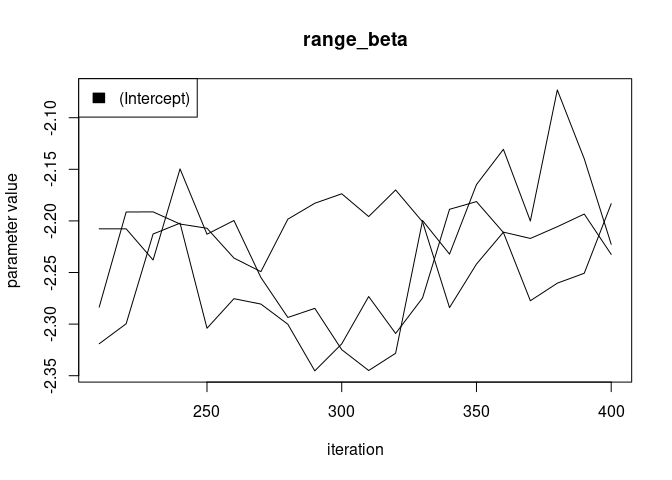 range_beta
(Intercept)
parameter value
-2.10
-2.15
-2.20
-2.25
-2.30
-2.35
250 300 350 400
iteration